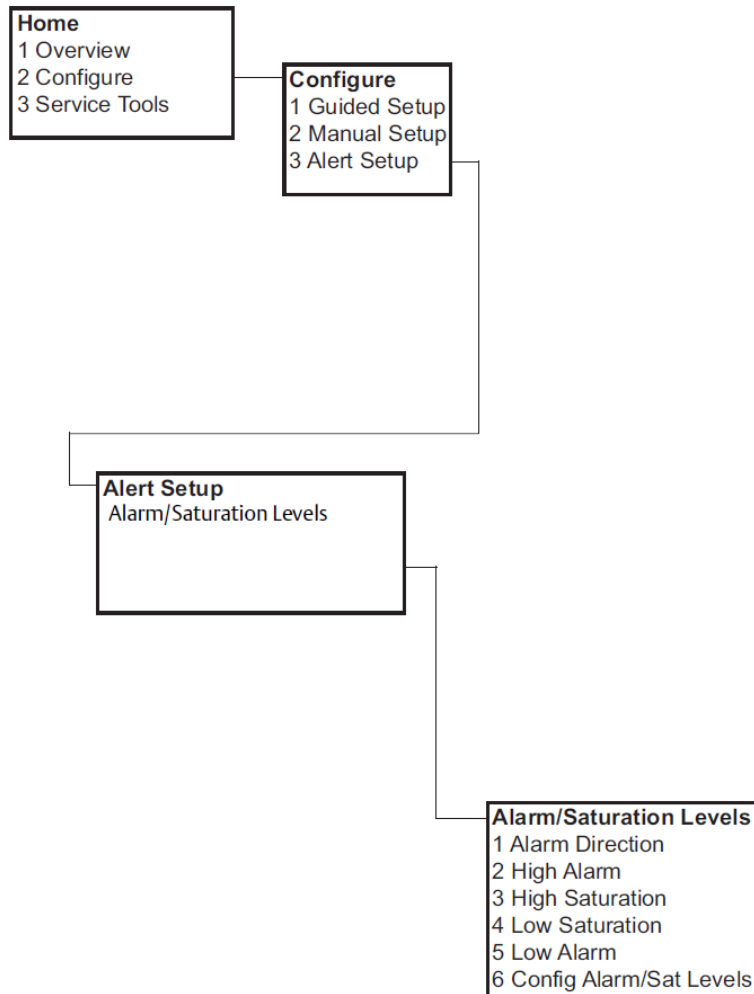 Home
1 Overview
2 Configure
3 Service Tools
Configure
1 Guided Setup
2 Manual Setup
3 Alert Setup
Alert Setup
Alarm/Saturation Levels
Alarm/Saturation Levels
1 Alarm Direction
2 High Alarm
3 High Saturation
4 Low Saturation
5 Low Alarm
6 Config Alarm/Sat Levels